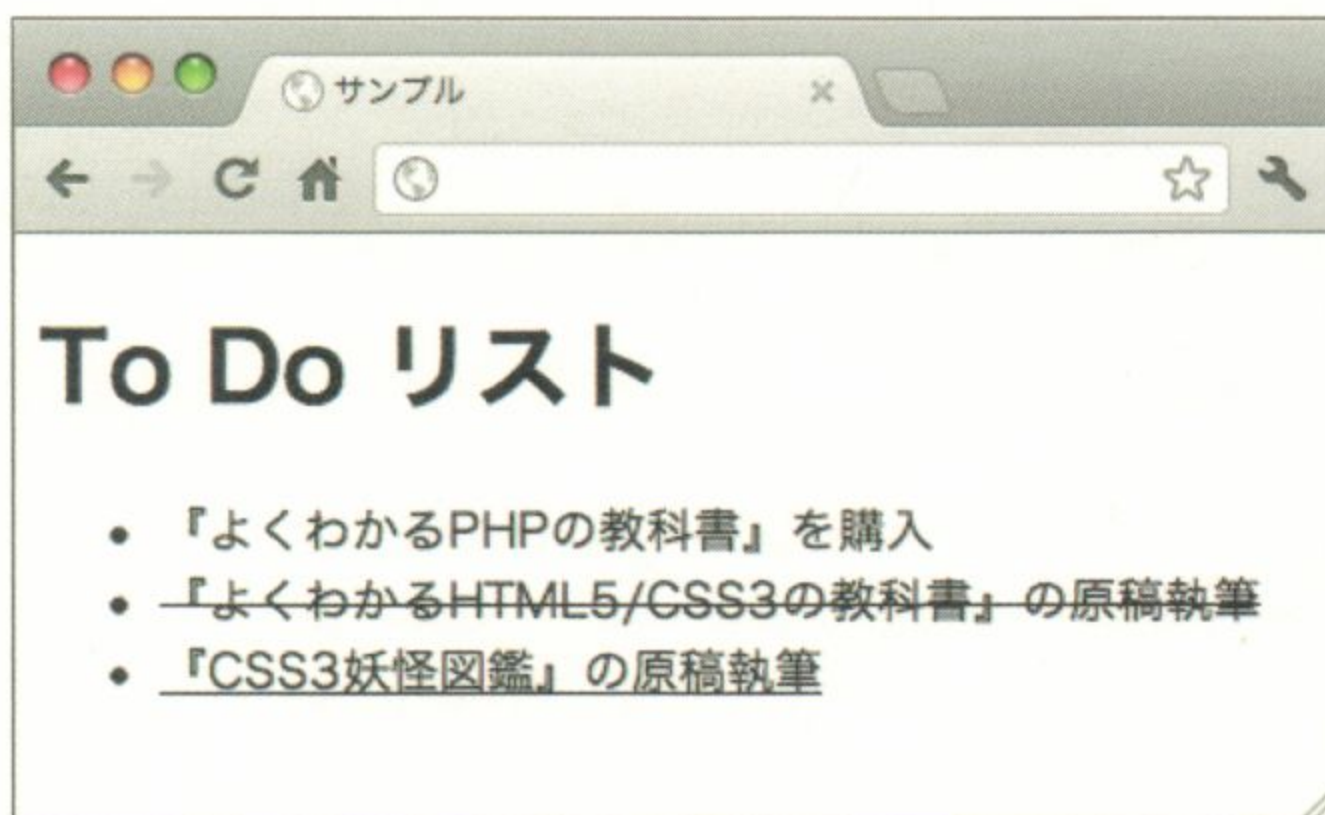 サンプル
To Do リスト
• 『よくわかるPHPの教科書』を購入
• 『よくわかるHTML5/CSS3の教科書』の原稿執筆
• 『CSS3妖怪図鑑』の原稿執筆